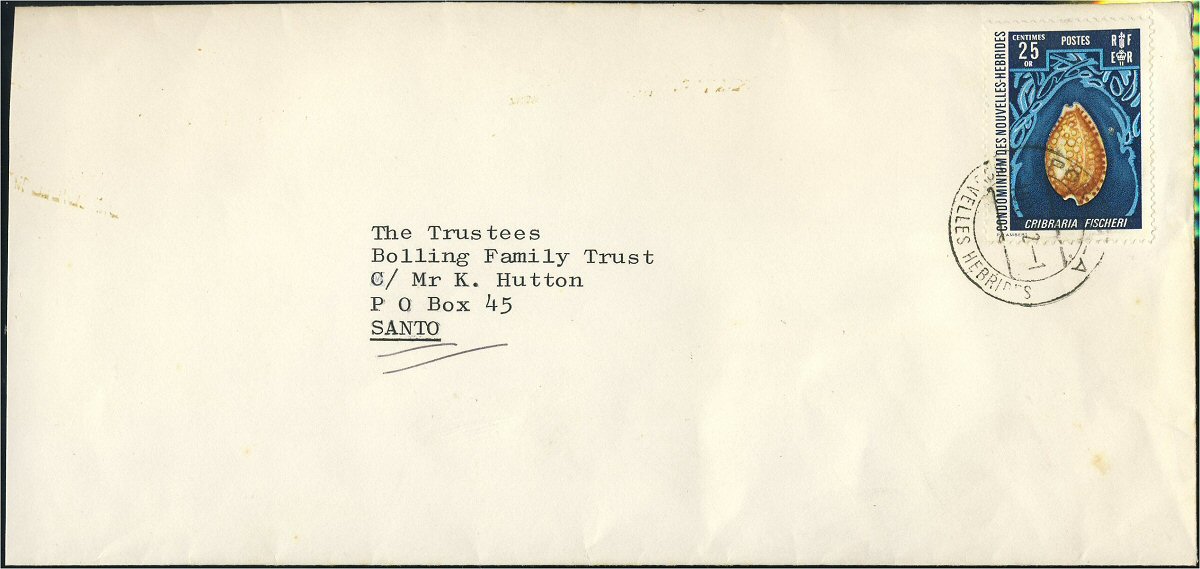 CENTIMES
25
OR
POSTES
R F
E R
CONDOMINIUM DES NOUVELLES-HEBRIDES
CRIBRARIA FISCHERI
VELLES HEBRIDES
The Trustees
Bolling Family Trust
C/ Mr K. Hutton
P O Box 45
SANTO